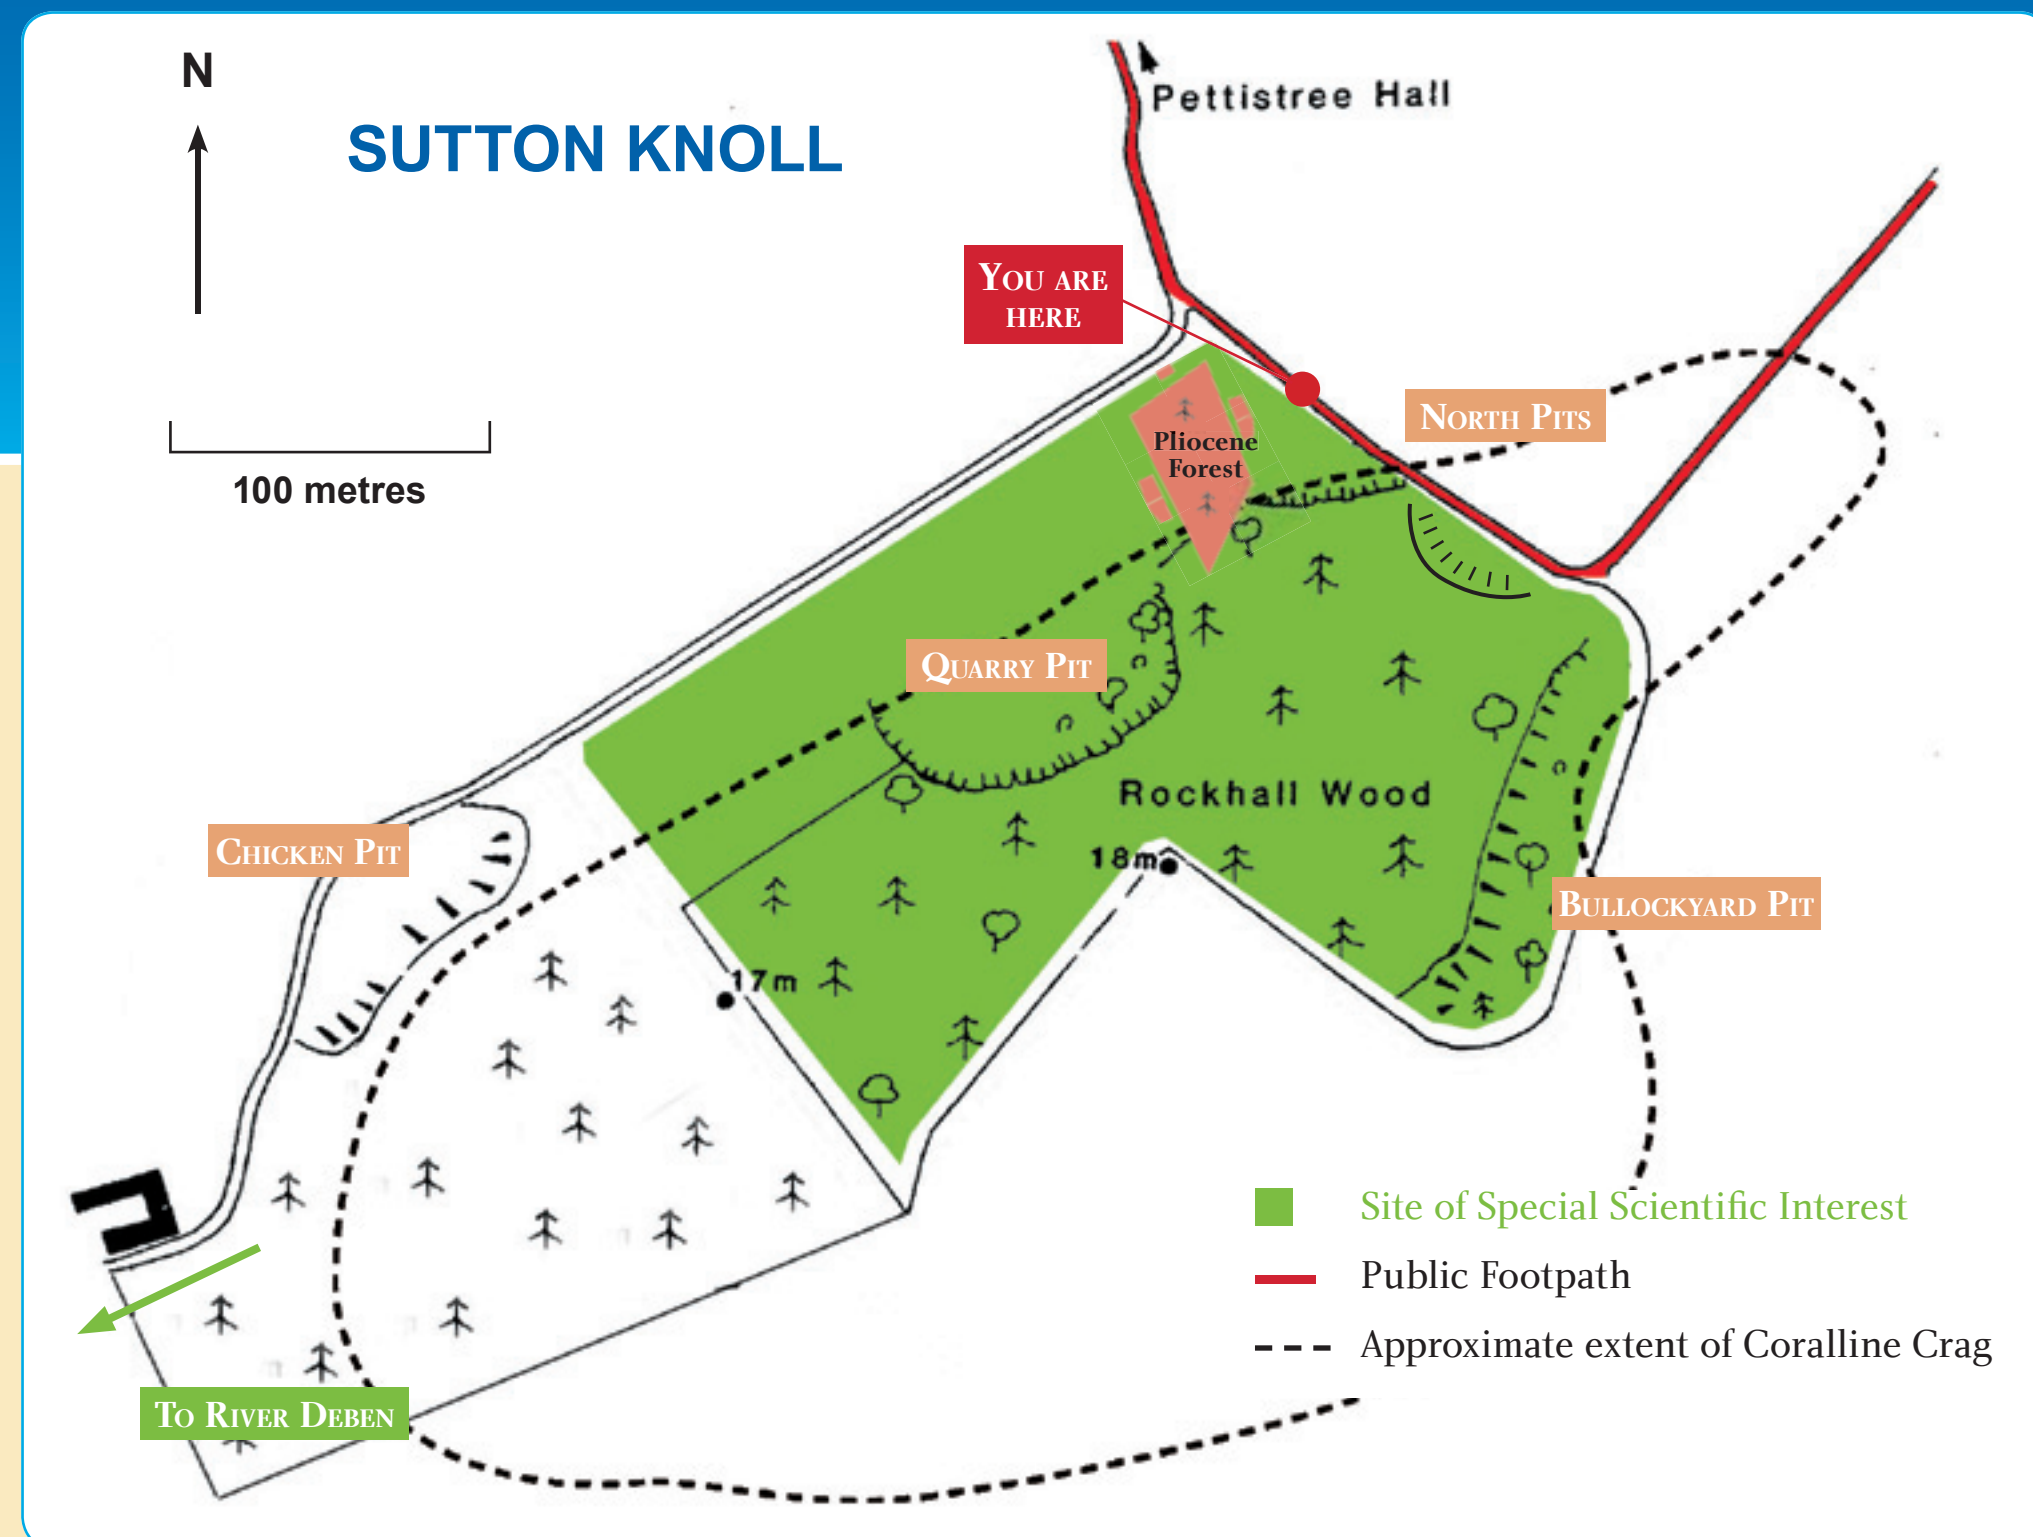 N
SUTTON KNOLL
Pettistree Hall
YOU ARE
HERE
NORTH PITS
Pliocene
Forest
100 metres
QUARRY PIT
Rockhall Wood
CHICKEN PIT
18m
BULLOCKYARD PIT
17m
Site of Special Scientific Interest
Public Footpath
Approximate extent of Coralline Crag
TO RIVER DEBEN